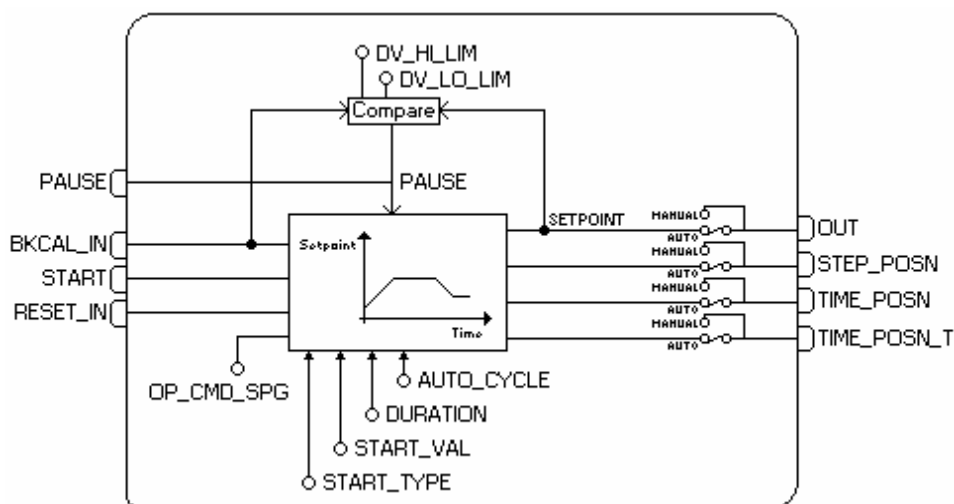 DV_HI_LIM
DV_LO_LIM
Compare
PAUSE
PAUSE
BKCAL_IN
START
RESET_IN
OP_CMD_SPG
Setpoint
Time
SETPOINT
MANUAL
AUTO
OUT
MANUAL
AUTO
STEP_POSN
MANUAL
AUTO
TIME_POSN
MANUAL
AUTO
TIME_POSN_T
AUTO_CYCLE
DURATION
START_VAL
START_TYPE